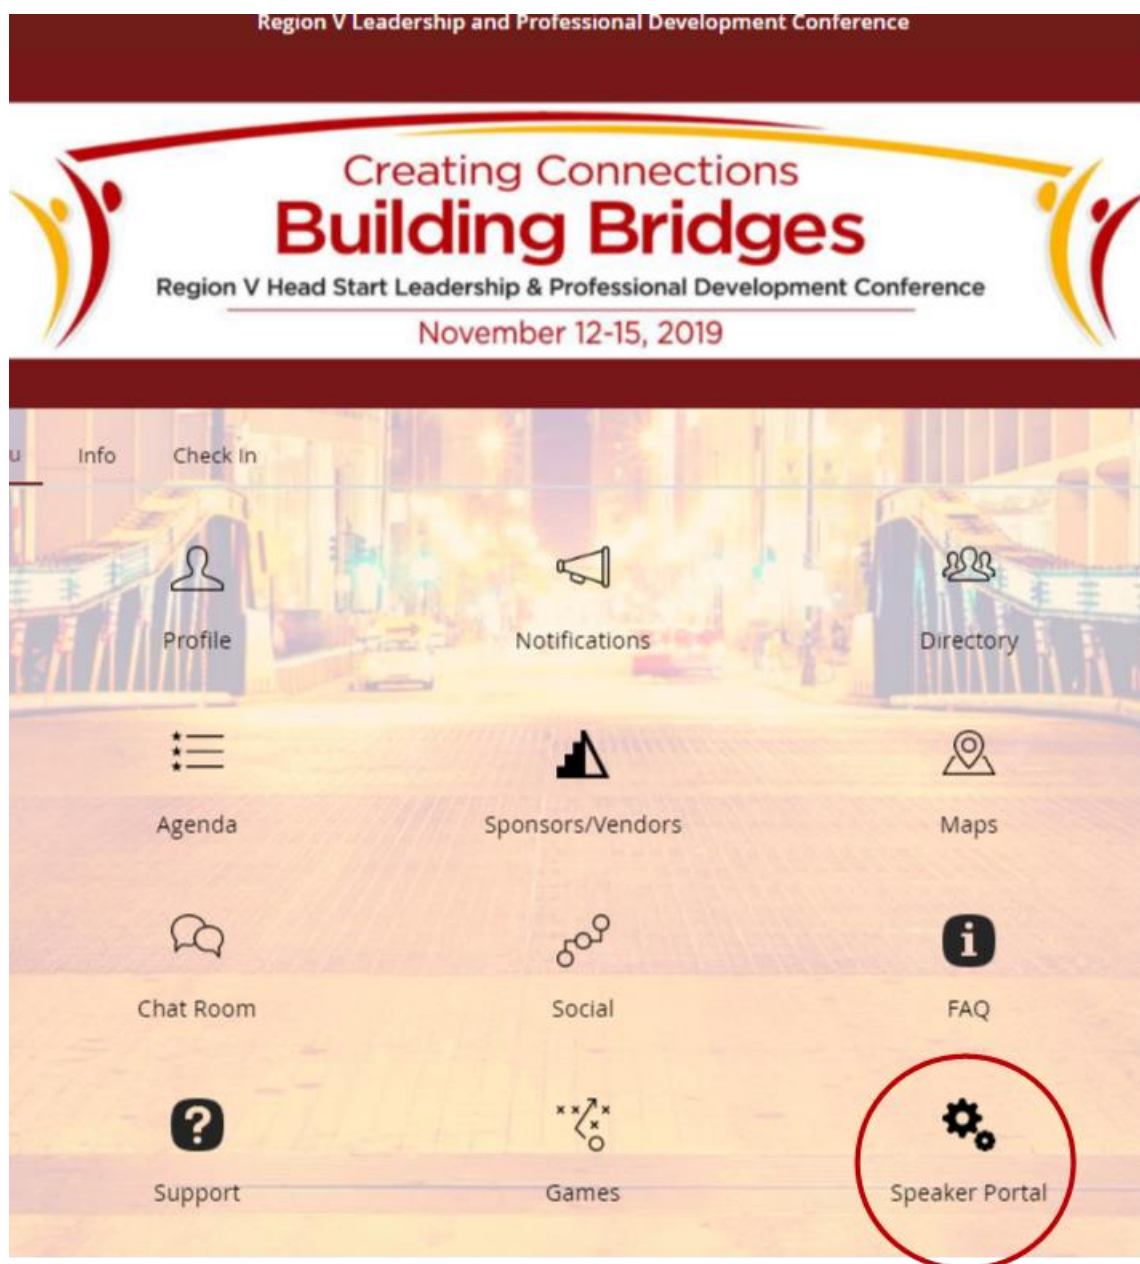 Region V Leadership and Professional Development Conference
Creating Connections
Building Bridges
Region V Head Start Leadership & Professional Development Conference
November 12-15, 2019
u Info Check In
Profile Notifications Directory
Agenda Sponsors/Vendors Maps
Chat Room Social FAQ
Support Games Speaker Portal